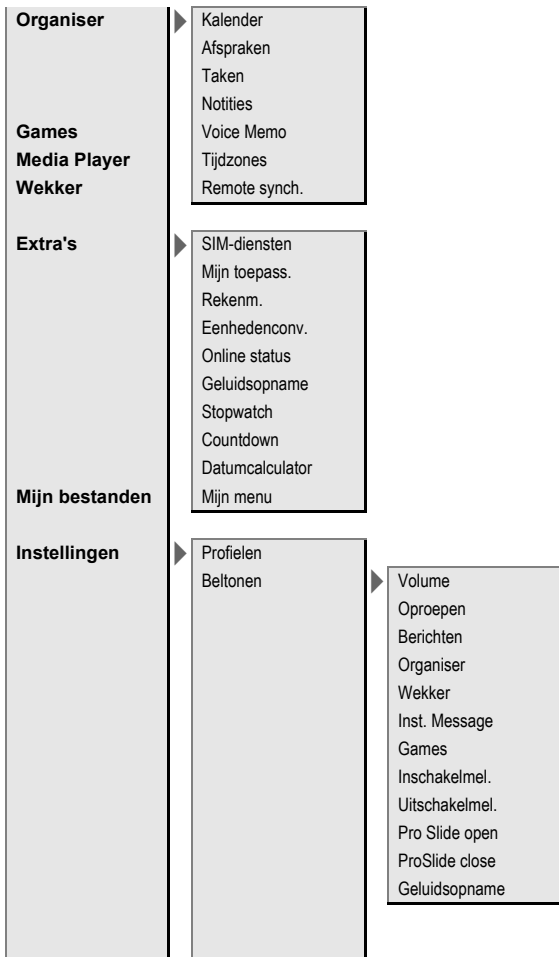 Organiser
Kalender
Afspraken
Taken
Notities
Games
Voice Memo
Media Player
Tijdzones
Wekker
Remote synch.
Extra's
SIM-diensten
Mijn toepass.
Rekenm.
Eenhedenconv.
Online status
Geluidsopname
Stopwatch
Countdown
Datumcalculator
Mijn bestanden
Mijn menu
Instellingen
Profielen
Beltonen
Volume
Oproepen
Berichten
Organiser
Wekker
Inst. Message
Games
Inschakelmel.
Uitschakelmel.
Pro Slide open
ProSlide close
Geluidsopname